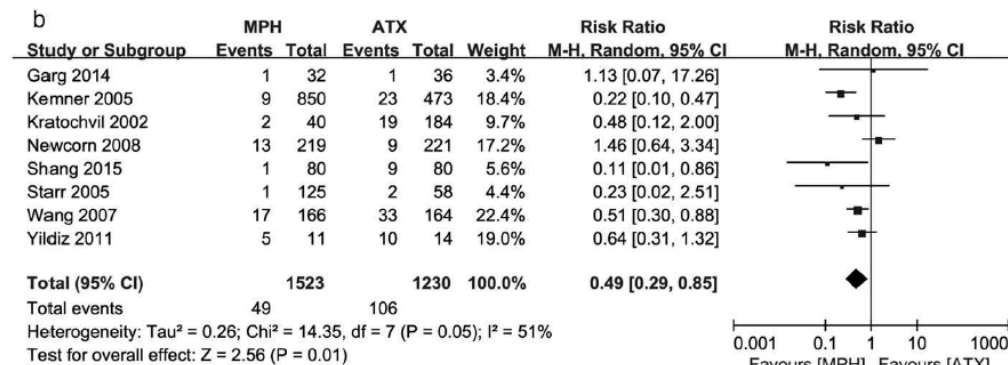 b
MPH ATX Risk Ratio Risk Ratio
Study or Subgroup Events Total Events Total Weight M-H, Random, 95% CI M-H, Random, 95% CI
Garg 2014 1 32 1 36 3.4% 1.13 [0.07, 17.26]
Kemner 2005 9 850 23 473 18.4% 0.22 [0.10, 0.47]
Kratochvil 2002 2 40 19 184 9.7% 0.48 [0.12, 2.00]
Newcorn 2008 13 219 9 221 17.2% 1.46 [0.64, 3.34]
Shang 2015 1 80 9 80 5.6% 0.11 [0.01, 0.86]
Starr 2005 1 125 2 58 4.4% 0.23 [0.02, 2.51]
Wang 2007 17 166 33 164 22.4% 0.51 [0.30, 0.88]
Yildiz 2011 5 11 10 14 19.0% 0.64 [0.31, 1.32]
Total (95% CI) 1523 1230 100.0% 0.49 [0.29, 0.85]
Total events 49 106
Heterogeneity: Tau² = 0.26; Chi² = 14.35, df = 7 (P = 0.05); I² = 51%
Test for overall effect: Z = 2.56 (P = 0.01)
0.001 0.1 1 10 1000
Favours [MPH] Favours [ATX]